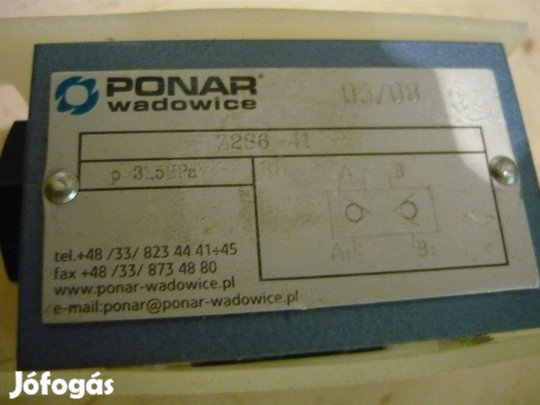 PONAR
wadowice
03/08
Z2S6 41
p=31,5MPa
A B
A1 B1
tel.+48 /33/ 823 44 41÷45
fax +48 /33/ 873 48 80
www.ponar-wadowice.pl
e-mail:ponar@ponar-wadowice.pl
Jófogás